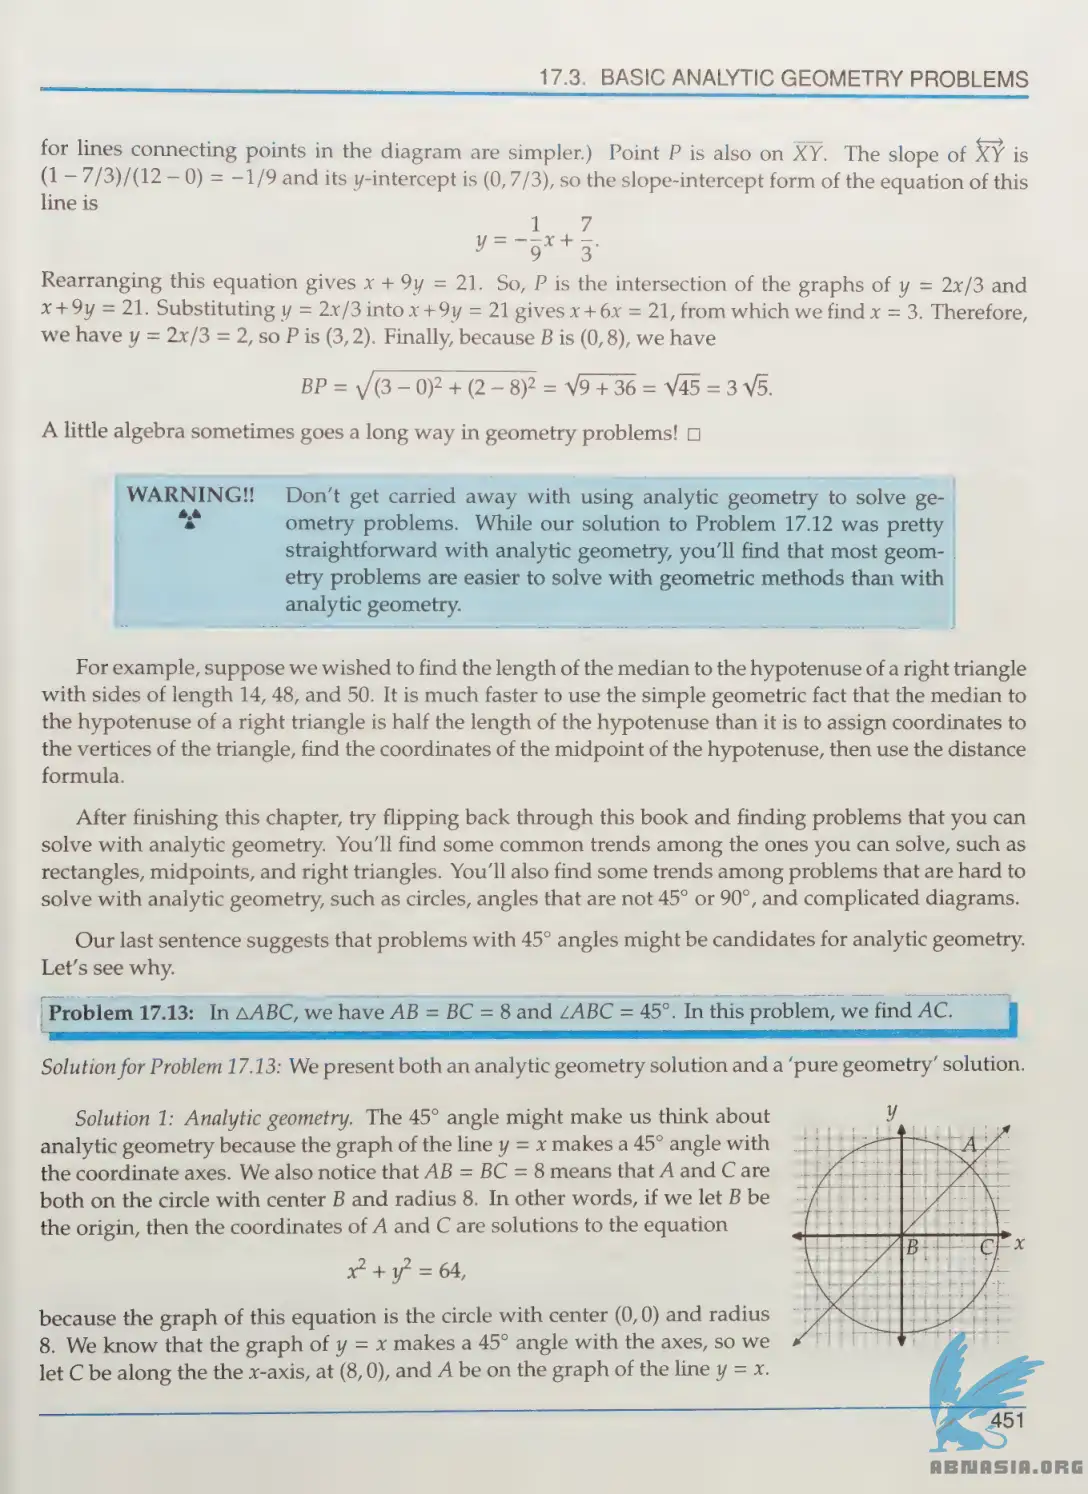 17.3. BASIC ANALYTIC GEOMETRY PROBLEMS
for lines connecting points in the diagram are simpler.) Point P is also on XY. The slope of XY is
(1 − 7/3)/(12 − 0) = −1/9 and its y-intercept is (0, 7/3), so the slope-intercept form of the equation of this
line is
y = −1/9x + 7/3.
Rearranging this equation gives x + 9y = 21. So, P is the intersection of the graphs of y = 2x/3 and
x + 9y = 21. Substituting y = 2x/3 into x + 9y = 21 gives x + 6x = 21, from which we find x = 3. Therefore,
we have y = 2x/3 = 2, so P is (3, 2). Finally, because B is (0, 8), we have
BP = √(3 − 0)² + (2 − 8)² = √9 + 36 = √45 = 3√5.
A little algebra sometimes goes a long way in geometry problems! □
WARNING!! Don't get carried away with using analytic geometry to solve ge-
ometry problems. While our solution to Problem 17.12 was pretty
straightforward with analytic geometry, you'll find that most geom-
etry problems are easier to solve with geometric methods than with
analytic geometry.
For example, suppose we wished to find the length of the median to the hypotenuse of a right triangle
with sides of length 14, 48, and 50. It is much faster to use the simple geometric fact that the median to
the hypotenuse of a right triangle is half the length of the hypotenuse than it is to assign coordinates to
the vertices of the triangle, find the coordinates of the midpoint of the hypotenuse, then use the distance
formula.
After finishing this chapter, try flipping back through this book and finding problems that you can
solve with analytic geometry. You'll find some common trends among the ones you can solve, such as
rectangles, midpoints, and right triangles. You'll also find some trends among problems that are hard to
solve with analytic geometry, such as circles, angles that are not 45° or 90°, and complicated diagrams.
Our last sentence suggests that problems with 45° angles might be candidates for analytic geometry.
Let's see why.
Problem 17.13: In △ABC, we have AB = BC = 8 and ∠ABC = 45°. In this problem, we find AC.
Solution for Problem 17.13: We present both an analytic geometry solution and a 'pure geometry' solution.
Solution 1: Analytic geometry. The 45° angle might make us think about
analytic geometry because the graph of the line y = x makes a 45° angle with
the coordinate axes. We also notice that AB = BC = 8 means that A and C are
both on the circle with center B and radius 8. In other words, if we let B be
the origin, then the coordinates of A and C are solutions to the equation
x² + y² = 64,
because the graph of this equation is the circle with center (0, 0) and radius
8. We know that the graph of y = x makes a 45° angle with the axes, so we
let C be along the the x-axis, at (8, 0), and A be on the graph of the line y = x.
y
A
B
C
x
451
ABNASIA.ORG